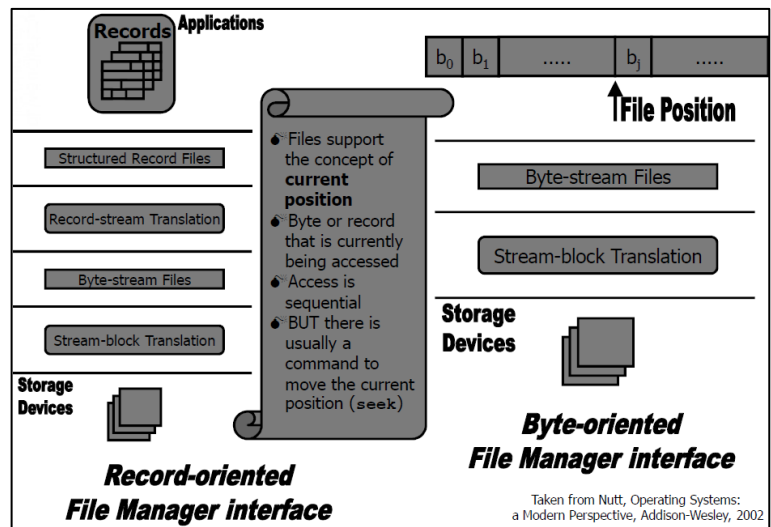 Records
Applications
Structured Record Files
Record-stream Translation
Byte-stream Files
Stream-block Translation
Storage
Devices
Record-oriented
File Manager interface
Files support
the concept of
current
position
Byte or record
that is currently
being accessed
Access is
sequential
BUT there is
usually a
command to
move the current
position (seek)
b0 b1 ..... bj .....
File Position
Byte-stream Files
Stream-block Translation
Storage
Devices
Byte-oriented
File Manager interface
Taken from Nutt, Operating Systems:
a Modern Perspective, Addison-Wesley, 2002